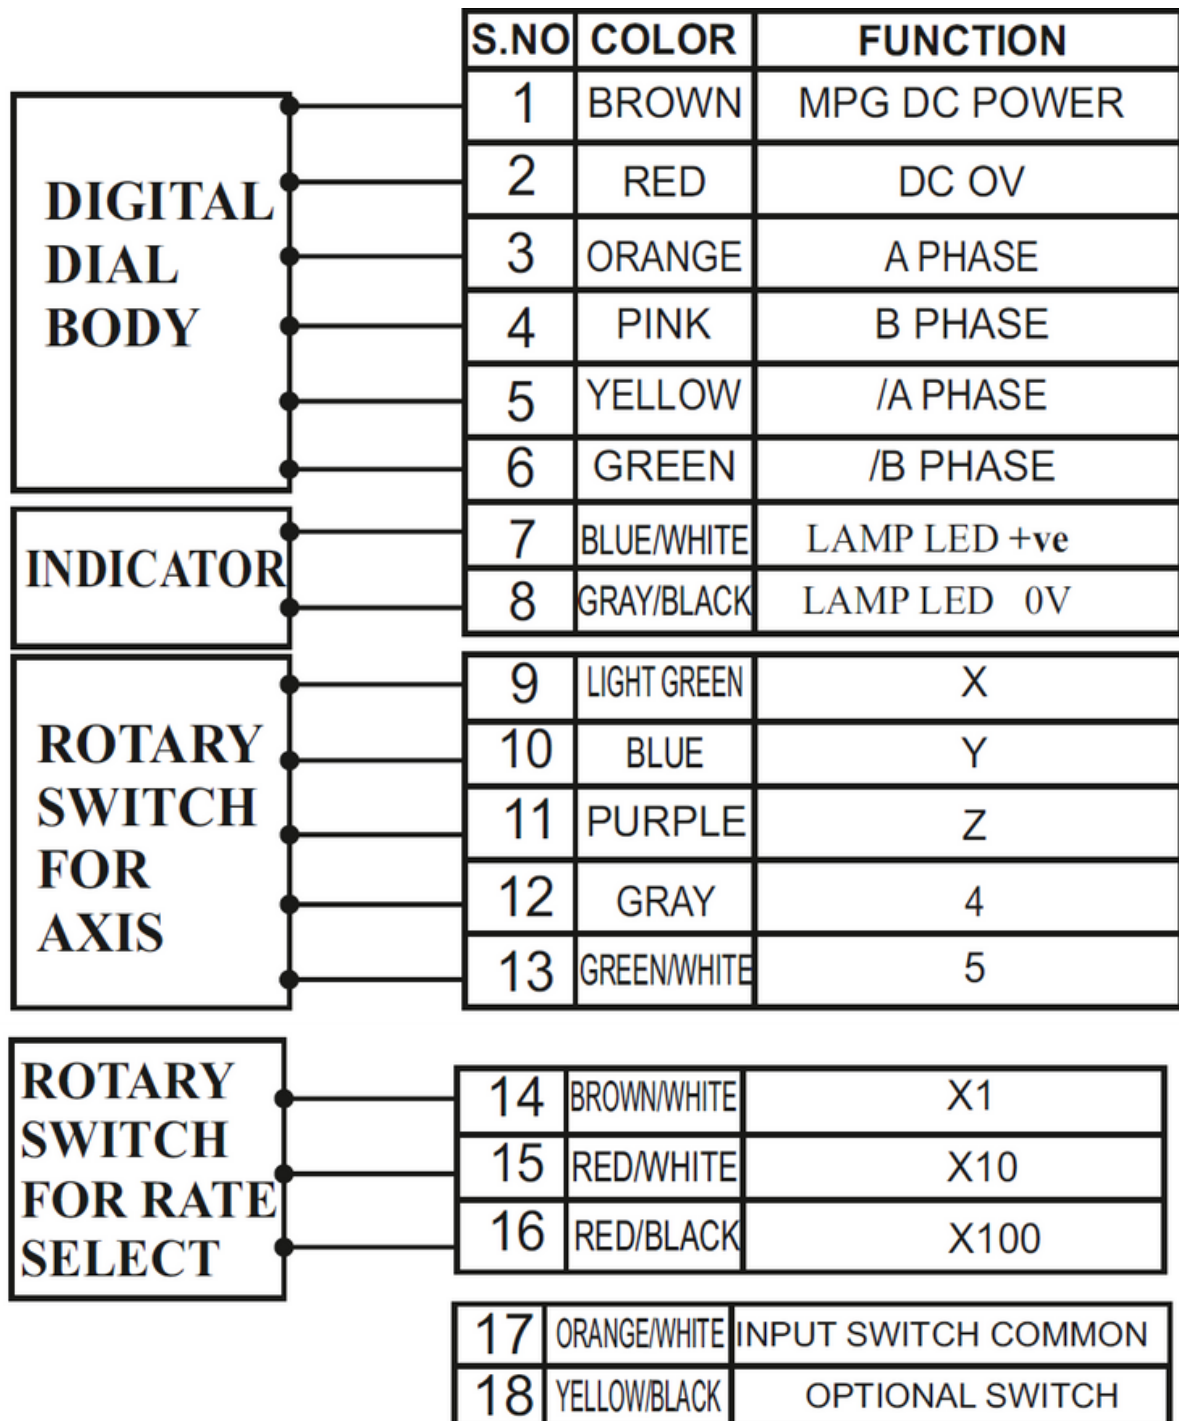 S.NO COLOR FUNCTION
DIGITAL
DIAL
BODY
1 BROWN MPG DC POWER
2 RED DC OV
3 ORANGE A PHASE
4 PINK B PHASE
5 YELLOW /A PHASE
6 GREEN /B PHASE
INDICATOR
7 BLUE/WHITE LAMP LED +ve
8 GRAY/BLACK LAMP LED 0V
ROTARY
SWITCH
FOR
AXIS
9 LIGHT GREEN X
10 BLUE Y
11 PURPLE Z
12 GRAY 4
13 GREEN/WHITE 5
ROTARY
SWITCH
FOR RATE
SELECT
14 BROWN/WHITE X1
15 RED/WHITE X10
16 RED/BLACK X100
17 ORANGE/WHITE INPUT SWITCH COMMON
18 YELLOW/BLACK OPTIONAL SWITCH